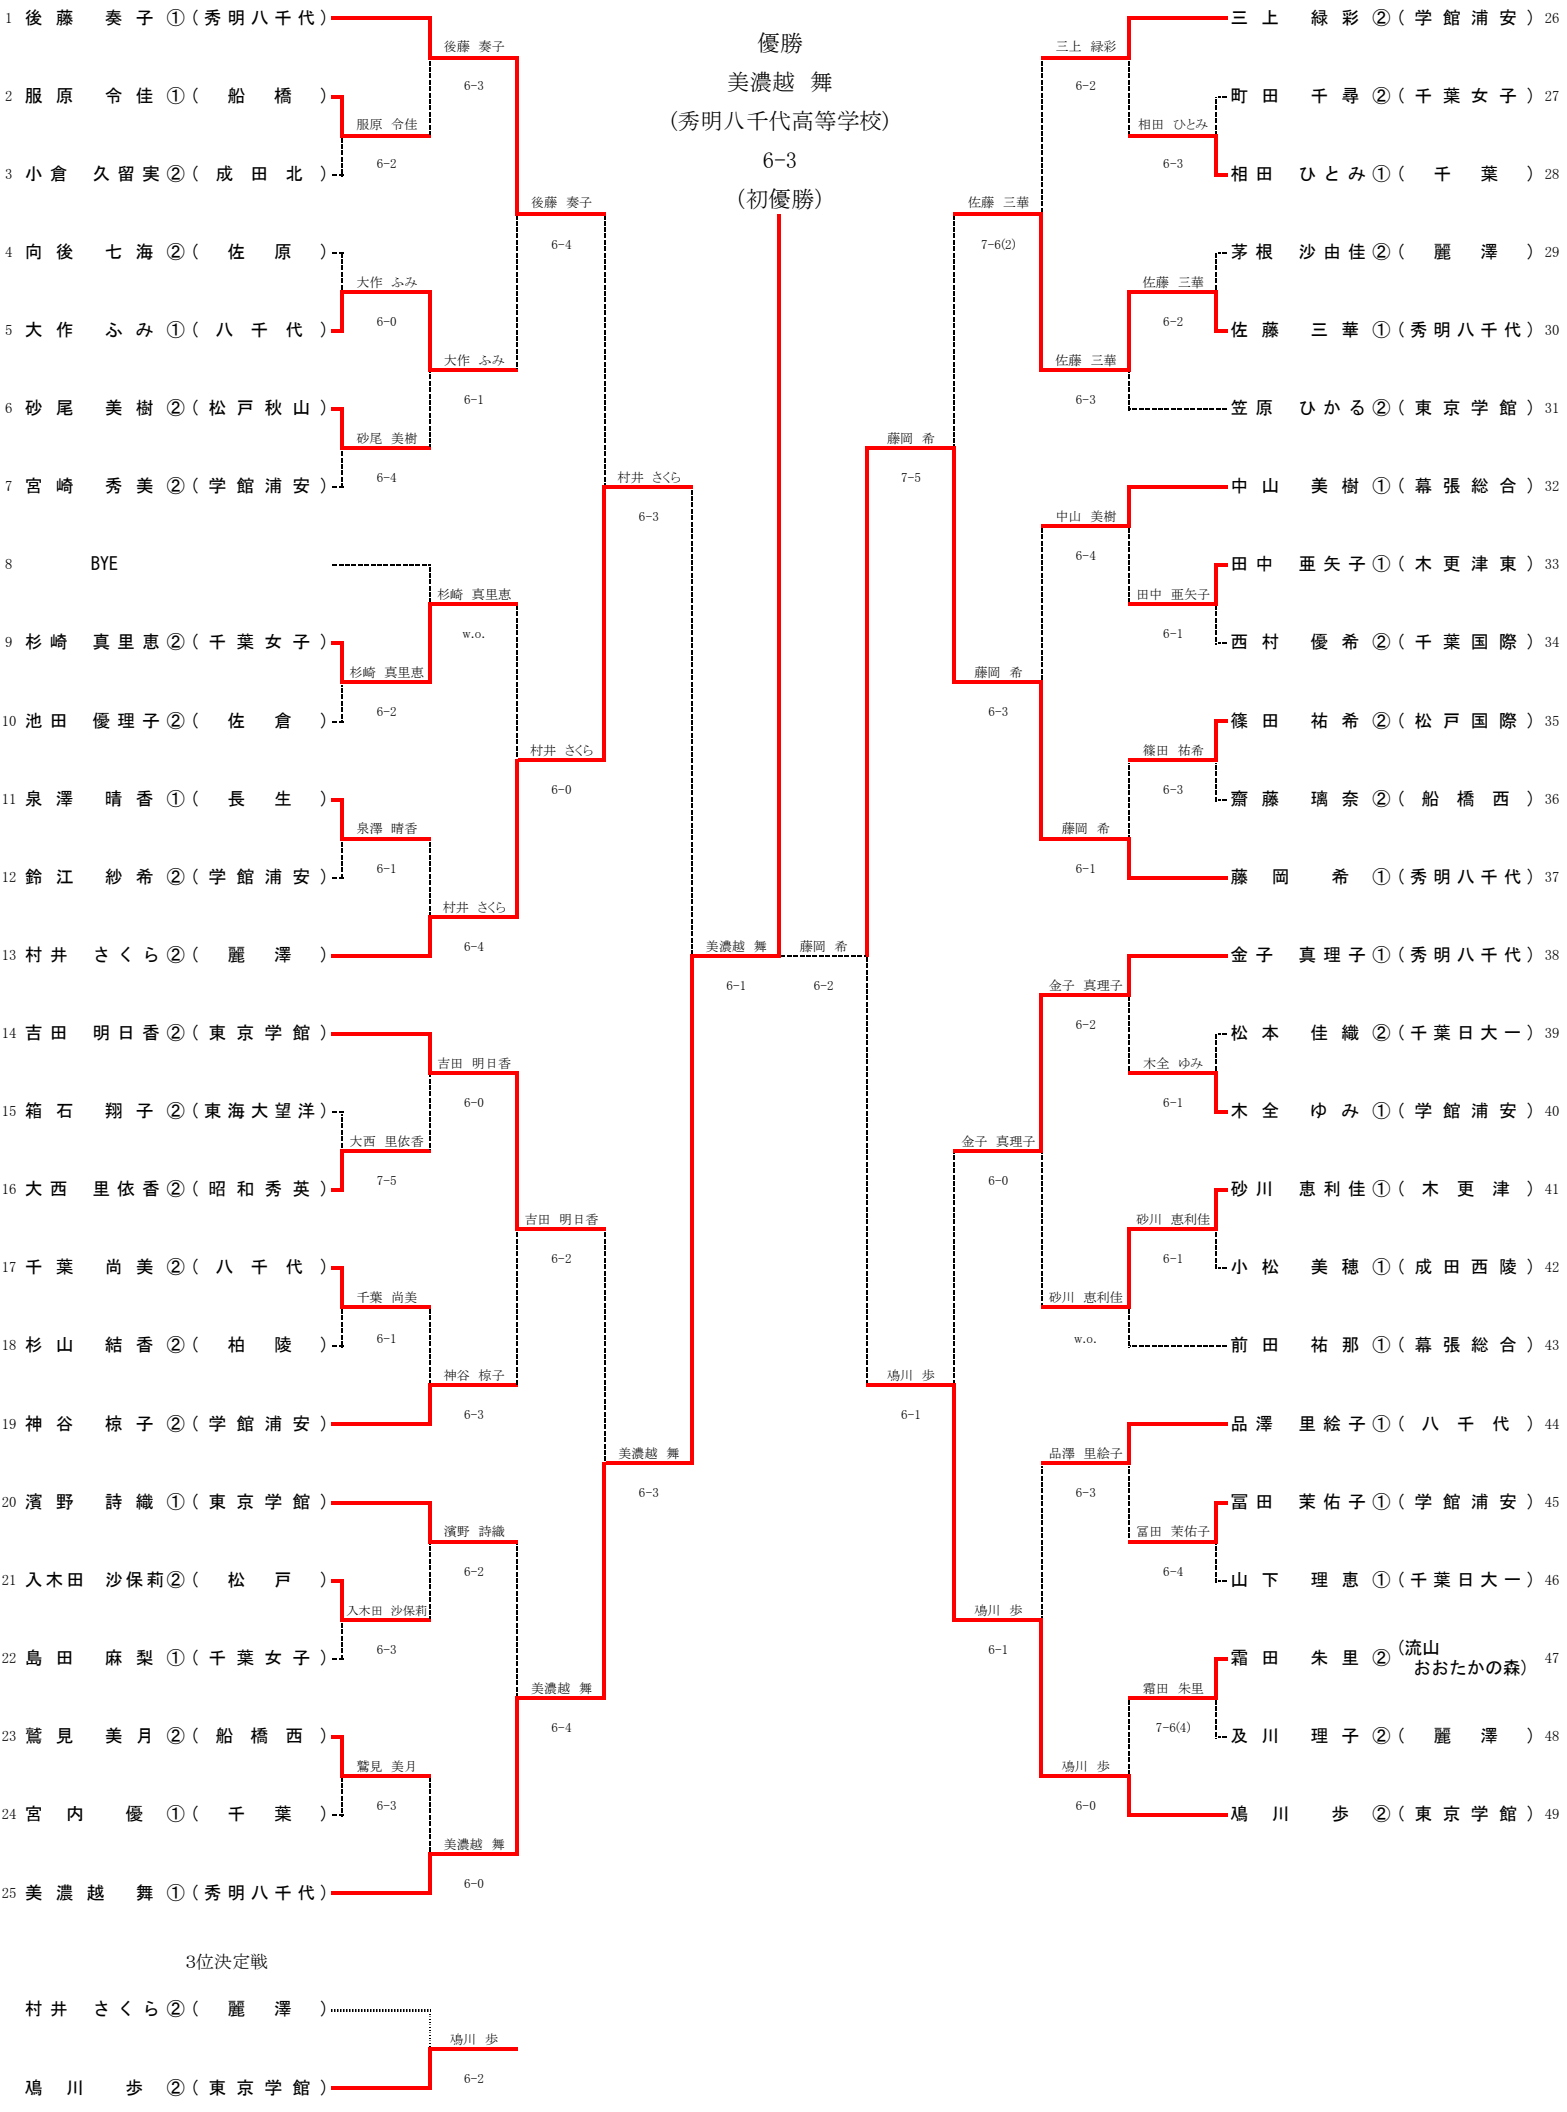 優勝
美濃越 舞
(秀明八千代高等学校)
6-3
(初優勝)
1 後藤 奏子 ①(秀明八千代)
2 服原 令佳 ①(船橋)
3 小倉 久留実 ②(成田北)
4 向後 七海 ②(佐原)
5 大作 ふみ ①(八千代)
6 砂尾 美樹 ②(松戸秋山)
7 宮崎 秀美 ②(学館浦安)
8 BYE
9 杉崎 真里恵 ②(千葉女子)
10 池田 優理子 ②(佐倉)
11 泉澤 晴香 ①(長生)
12 鈴江 紗希 ②(学館浦安)
13 村井 さくら ②(麗澤)
14 吉田 明日香 ②(東京学館)
15 箱石 翔子 ②(東海大望洋)
16 大西 里依香 ②(昭和秀英)
17 千葉 尚美 ②(八千代)
18 杉山 結香 ②(柏陵)
19 神谷 椋子 ②(学館浦安)
20 濱野 詩織 ①(東京学館)
21 入木田 沙保莉 ②(松戸)
22 島田 麻梨 ①(千葉女子)
23 鷲見 美月 ②(船橋西)
24 宮内 優 ①(千葉)
25 美濃越 舞 ①(秀明八千代)
服原 令佳
6-2
大作 ふみ
6-0
砂尾 美樹
6-4
杉崎 真里恵
6-2
泉澤 晴香
6-1
大西 里依香
7-5
千葉 尚美
6-1
入木田 沙保莉
6-3
鷲見 美月
6-3
後藤 奏子
6-3
大作 ふみ
6-1
杉崎 真里恵
w.o.
村井 さくら
6-4
吉田 明日香
6-0
神谷 椋子
6-3
濱野 詩織
6-2
美濃越 舞
6-0
後藤 奏子
6-4
村井 さくら
6-0
吉田 明日香
6-2
美濃越 舞
6-4
村井 さくら
6-3
美濃越 舞
6-3
美濃越 舞
6-1
藤岡 希
6-2
藤岡 希
7-5
鳰川 歩
6-1
佐藤 三華
7-6(2)
藤岡 希
6-3
金子 真理子
6-0
鳰川 歩
6-1
三上 緑彩
6-2
佐藤 三華
6-3
中山 美樹
6-4
藤岡 希
6-1
金子 真理子
6-2
砂川 恵利佳
w.o.
品澤 里絵子
6-3
鳰川 歩
6-0
相田 ひとみ
6-3
佐藤 三華
6-2
田中 亜矢子
6-1
篠田 祐希
6-3
木全 ゆみ
6-1
砂川 恵利佳
6-1
冨田 茉佑子
6-4
霜田 朱里
7-6(4)
三上 緑彩 ②(学館浦安) 26
町田 千尋 ②(千葉女子) 27
相田 ひとみ ①(千葉) 28
茅根 沙由佳 ②(麗澤) 29
佐藤 三華 ①(秀明八千代) 30
笠原 ひかる ②(東京学館) 31
中山 美樹 ①(幕張総合) 32
田中 亜矢子 ①(木更津東) 33
西村 優希 ②(千葉国際) 34
篠田 祐希 ②(松戸国際) 35
齋藤 璃奈 ②(船橋西) 36
藤岡 希 ①(秀明八千代) 37
金子 真理子 ①(秀明八千代) 38
松本 佳織 ②(千葉日大一) 39
木全 ゆみ ①(学館浦安) 40
砂川 恵利佳 ①(木更津) 41
小松 美穂 ①(成田西陵) 42
前田 祐那 ①(幕張総合) 43
品澤 里絵子 ①(八千代) 44
冨田 茉佑子 ①(学館浦安) 45
山下 理恵 ①(千葉日大一) 46
霜田 朱里 ② (流山
おおたかの森) 47
及川 理子 ②(麗澤) 48
鳰川 歩 ②(東京学館) 49
3位決定戦
村井 さくら ②(麗澤)
鳰川 歩
6-2
鳰川 歩 ②(東京学館)